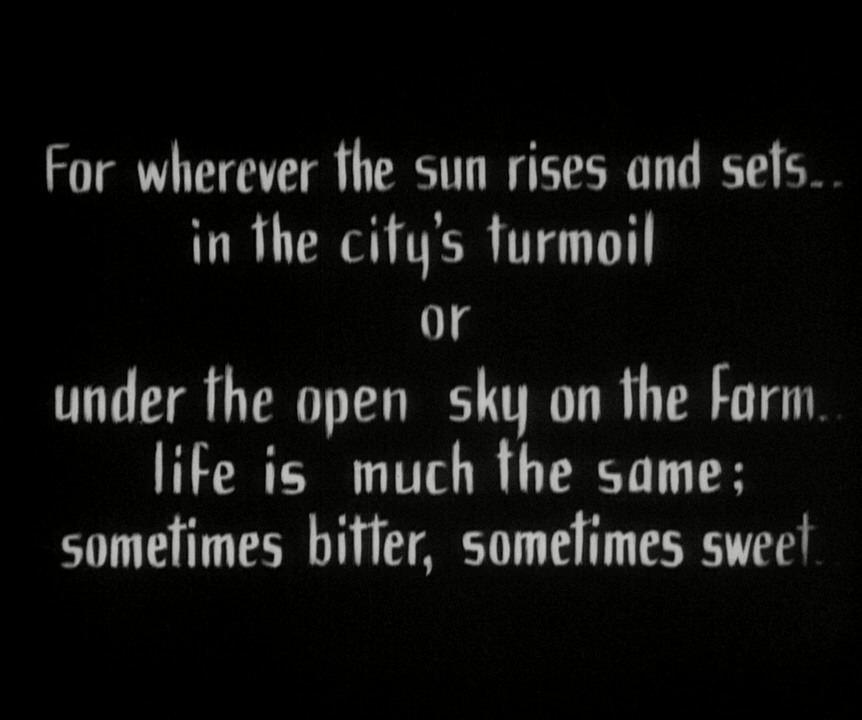 For wherever the sun rises and sets..
in the city's turmoil
or
under the open sky on the farm..
life is much the same;
sometimes bitter, sometimes sweet.